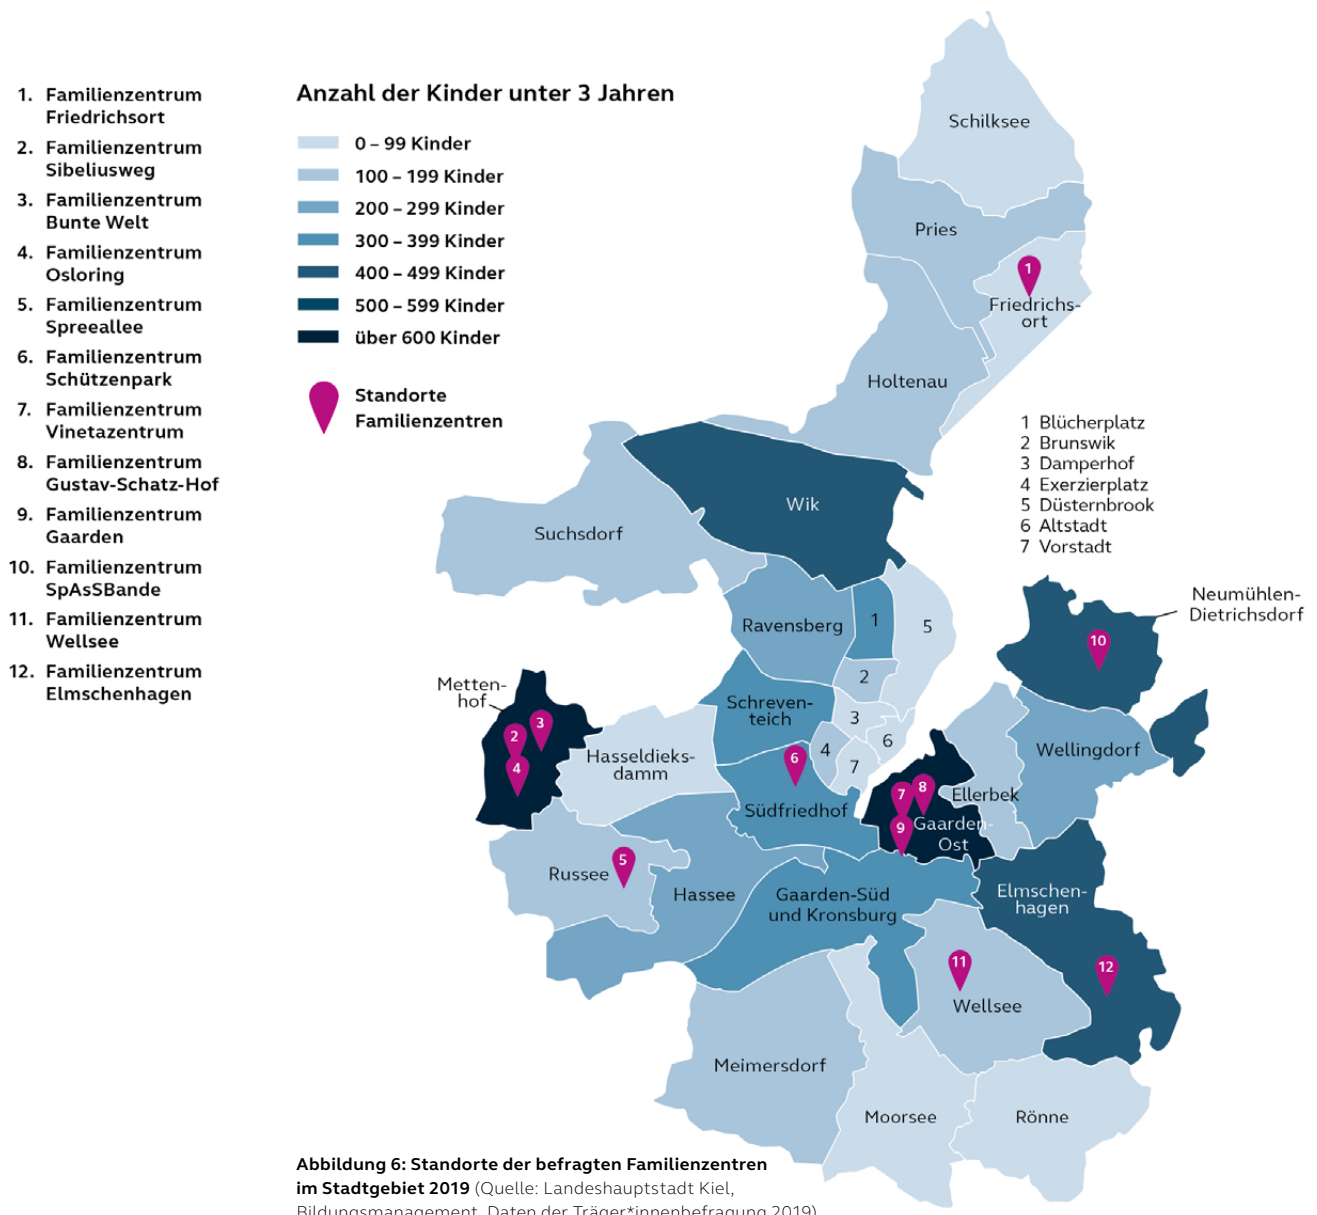 1. Familienzentrum
Friedrichsort
2. Familienzentrum
Sibeliusweg
3. Familienzentrum
Bunte Welt
4. Familienzentrum
Osloring
5. Familienzentrum
Spreeallee
6. Familienzentrum
Schützenpark
7. Familienzentrum
Vinetazentrum
8. Familienzentrum
Gustav-Schatz-Hof
9. Familienzentrum
Gaarden
10. Familienzentrum
SpAsSBande
11. Familienzentrum
Wellsee
12. Familienzentrum
Elmschenhagen
Anzahl der Kinder unter 3 Jahren
0 – 99 Kinder
100 – 199 Kinder
200 – 299 Kinder
300 – 399 Kinder
400 – 499 Kinder
500 – 599 Kinder
über 600 Kinder
Standorte
Familienzentren
Schilksee
Pries
1
Friedrichs-
ort
Holtenau
1 Blücherplatz
2 Brunswik
3 Damperhof
4 Exerzierplatz
5 Düsternbrook
6 Altstadt
7 Vorstadt
Wik
Suchsdorf
Neumühlen-
Dietrichsdorf
10
Ravensberg
1
5
2
3
4
6
7
Metten-
hof
2
3
4
Schreven-
teich
Hasseldieks-
damm
6
Südfriedhof
Wellingdorf
Ellerbek
7
8
9
Gaarden-
Ost
Russee
5
Hassee
Gaarden-Süd
und Kronsburg
Elmschen-
hagen
11
12
Wellsee
Meimersdorf
Moorsee
Rönne
Abbildung 6: Standorte der befragten Familienzentren
im Stadtgebiet 2019 (Quelle: Landeshauptstadt Kiel,
Bildungsmanagement, Daten der Träger*innenbefragung 2019)